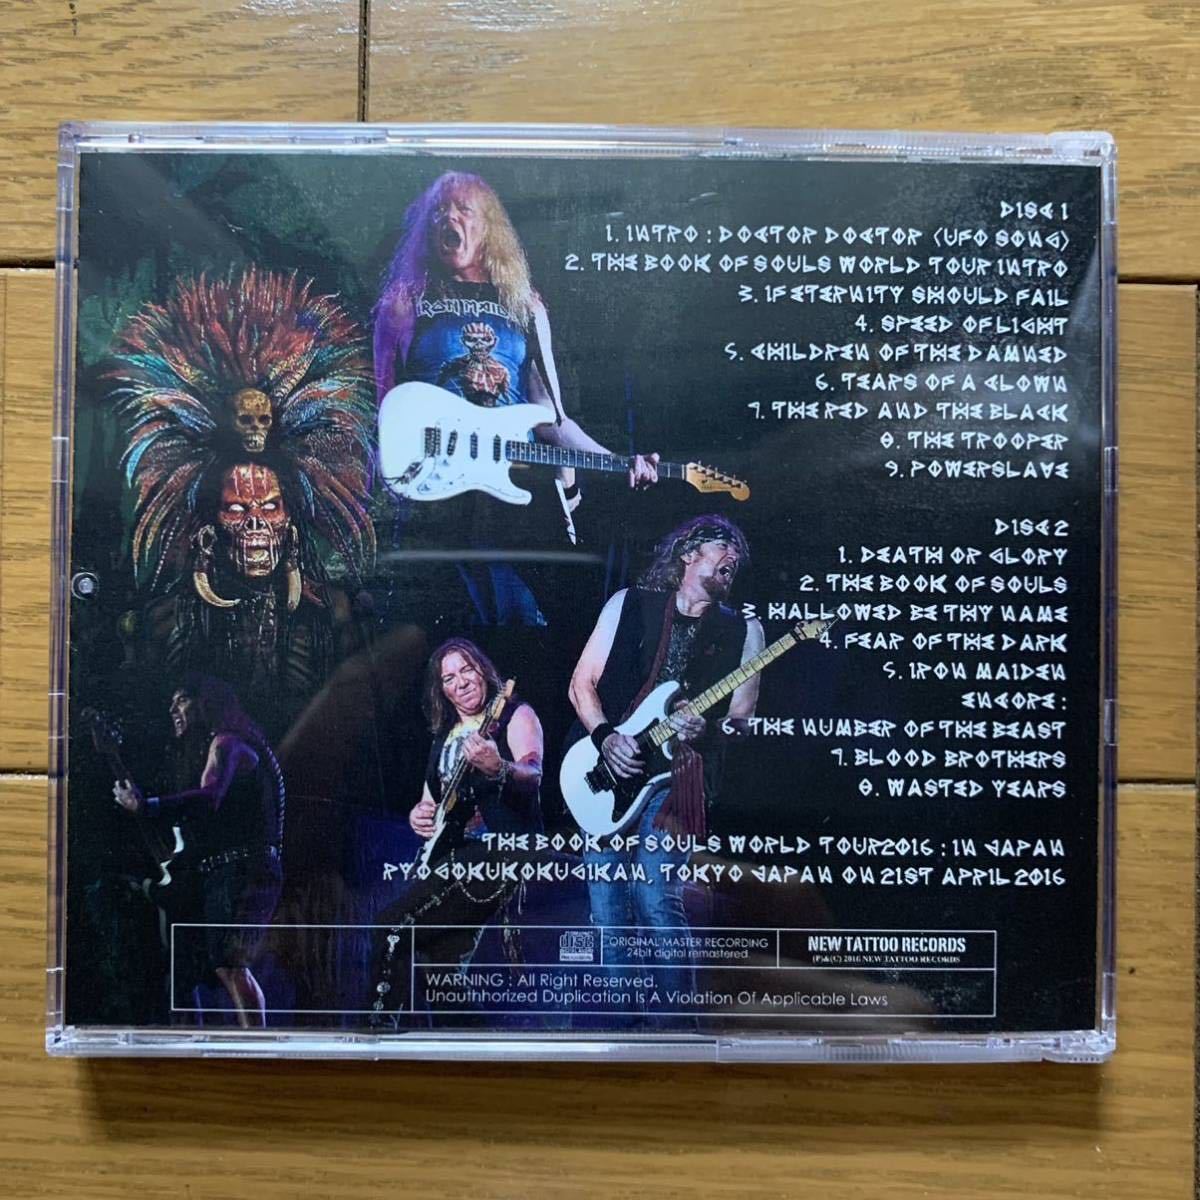 DISC 1
1. INTRO : DOCTOR DOCTOR (UFO SONG)
2. THE BOOK OF SOULS WORLD TOUR INTRO
3. IF ETERNITY SHOULD FAIL
4. SPEED OF LIGHT
5. CHILDREN OF THE DAMNED
6. TEARS OF A CLOWN
7. THE RED AND THE BLACK
8. THE TROOPER
9. POWERSLAVE
DISC 2
1. DEATH OR GLORY
2. THE BOOK OF SOULS
3. HALLOWED BE THY NAME
4. FEAR OF THE DARK
5. IRON MAIDEN
ENCORE :
6. THE NUMBER OF THE BEAST
7. BLOOD BROTHERS
8. WASTED YEARS
THE BOOK OF SOULS WORLD TOUR2016 : IN JAPAN
RYOGOKUKOKUGIKAN, TOKYO JAPAN ON 21ST APRIL 2016
IRON MAIDEN
COMPACT
disc
ORIGINAL MASTER RECORDING
24bit digital remastered
NEW TATTOO RECORDS
(P)&(C) 2016 NEW TATTOO RECORDS
WARNING : All Right Reserved.
Unauthhorized Duplication Is A Violation Of Applicable Laws